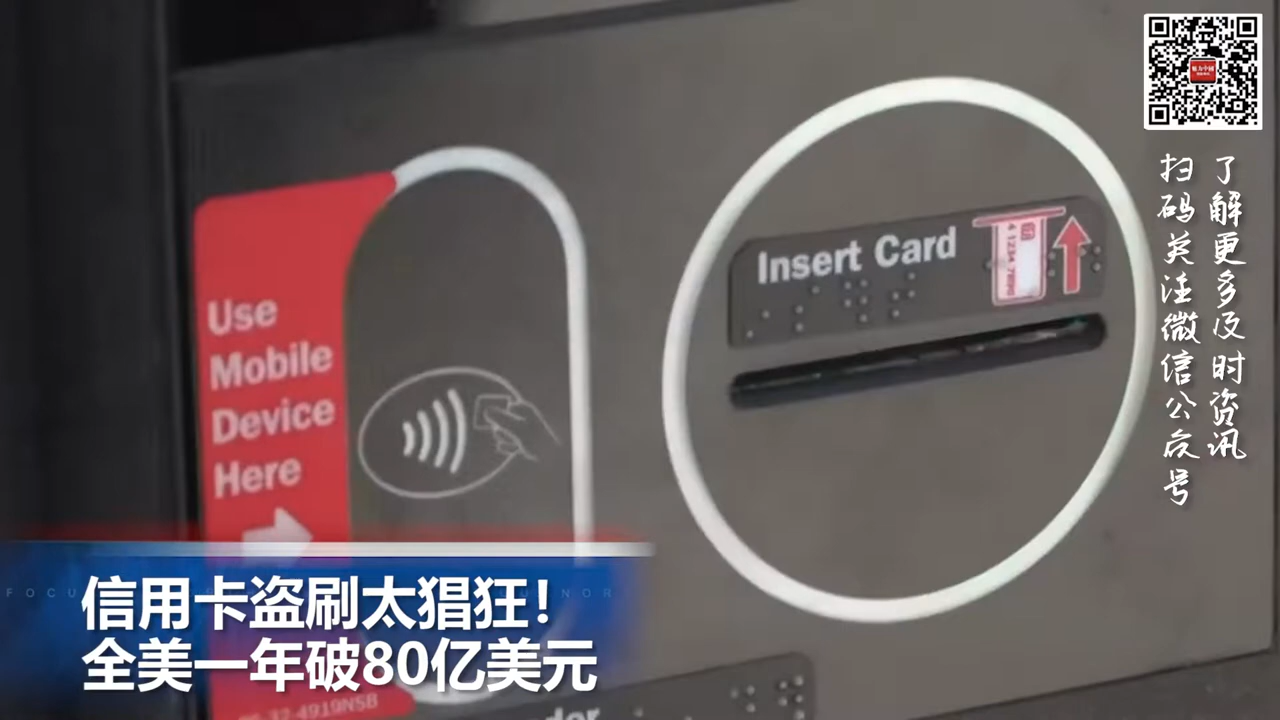 了解更多及时资讯
扫码关注微信公众号
Insert Card
Use
Mobile
Device
Here
信用卡盗刷太猖狂！
全美一年破80亿美元